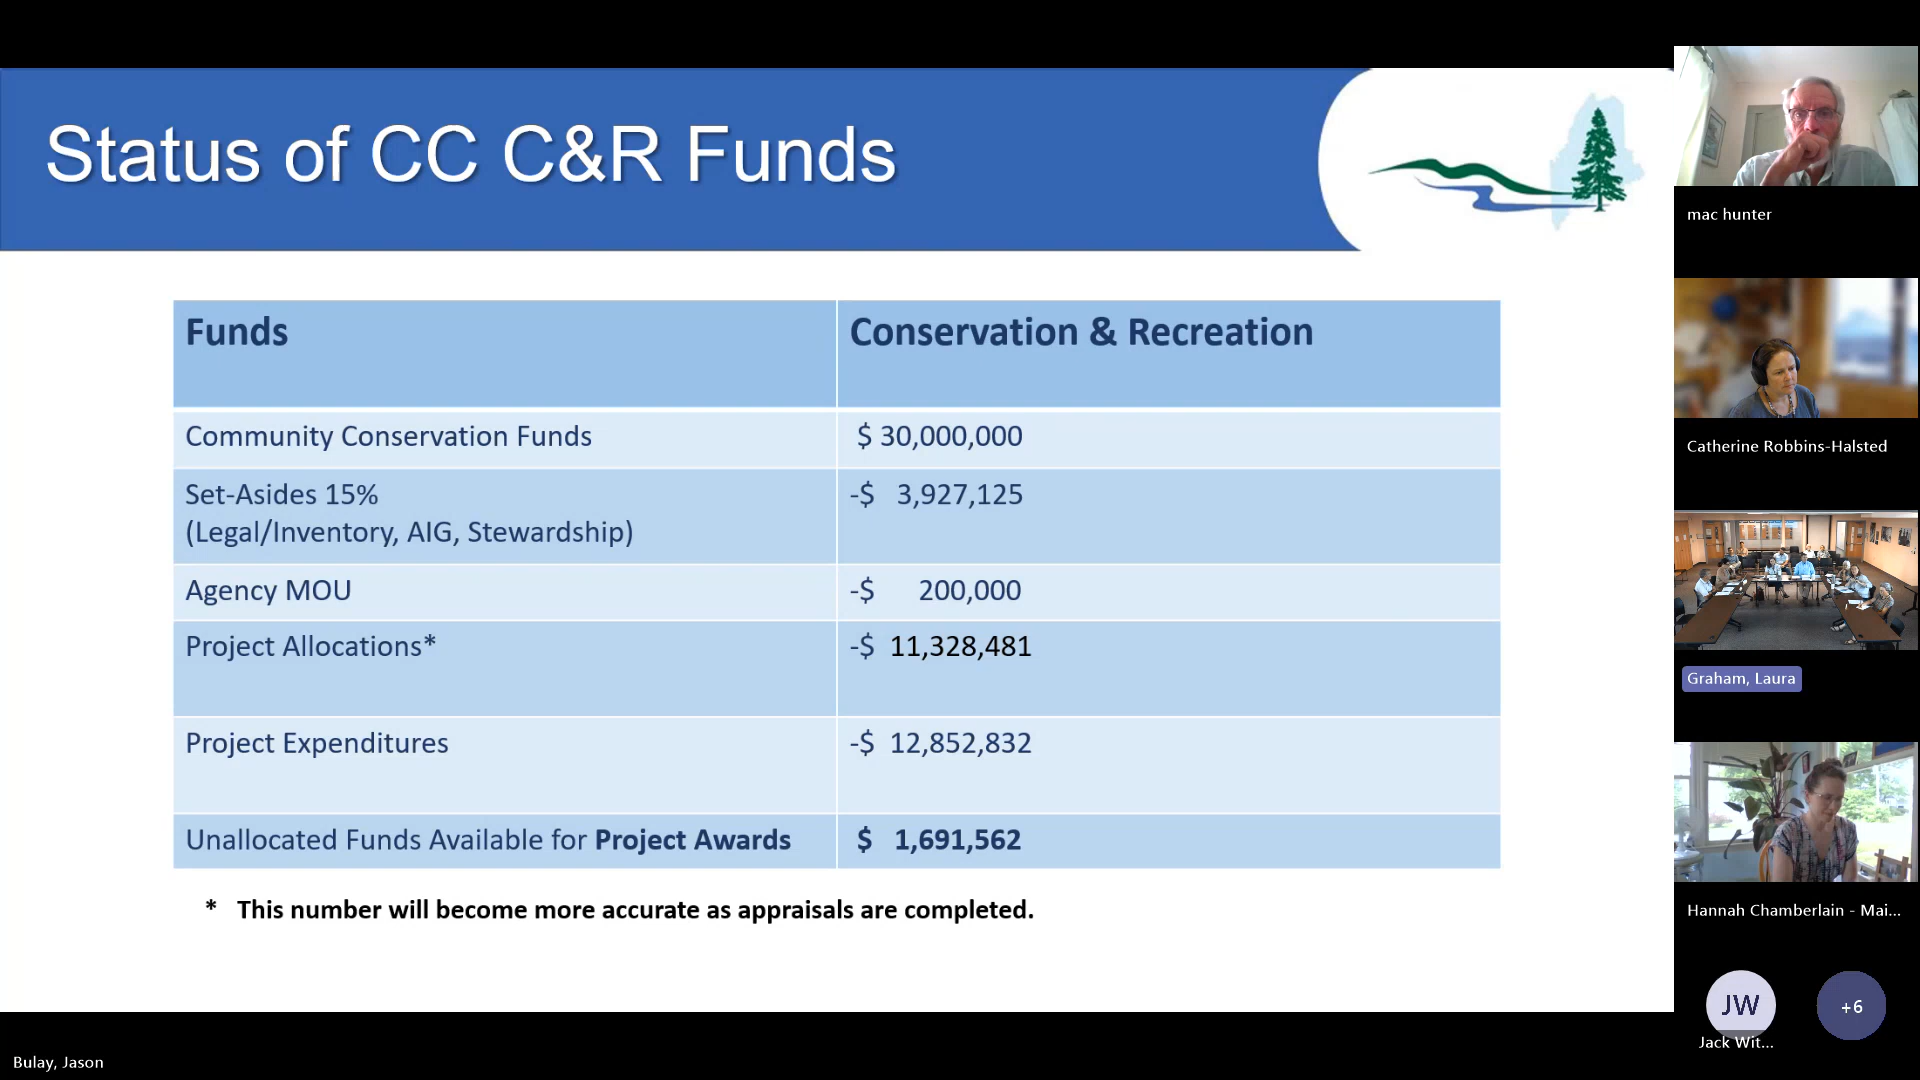 Status of CC C&R Funds
Funds
Conservation & Recreation
Community Conservation Funds
$ 30,000,000
Set-Asides 15%
(Legal/Inventory, AIG, Stewardship)
-$ 3,927,125
Agency MOU
-$ 200,000
Project Allocations*
-$ 11,328,481
Project Expenditures
-$ 12,852,832
Unallocated Funds Available for Project Awards
$ 1,691,562
* This number will become more accurate as appraisals are completed.
mac hunter
Catherine Robbins-Halsted
Graham, Laura
Hannah Chamberlain - Mai...
JW
+6
Jack Wit...
Bulay, Jason